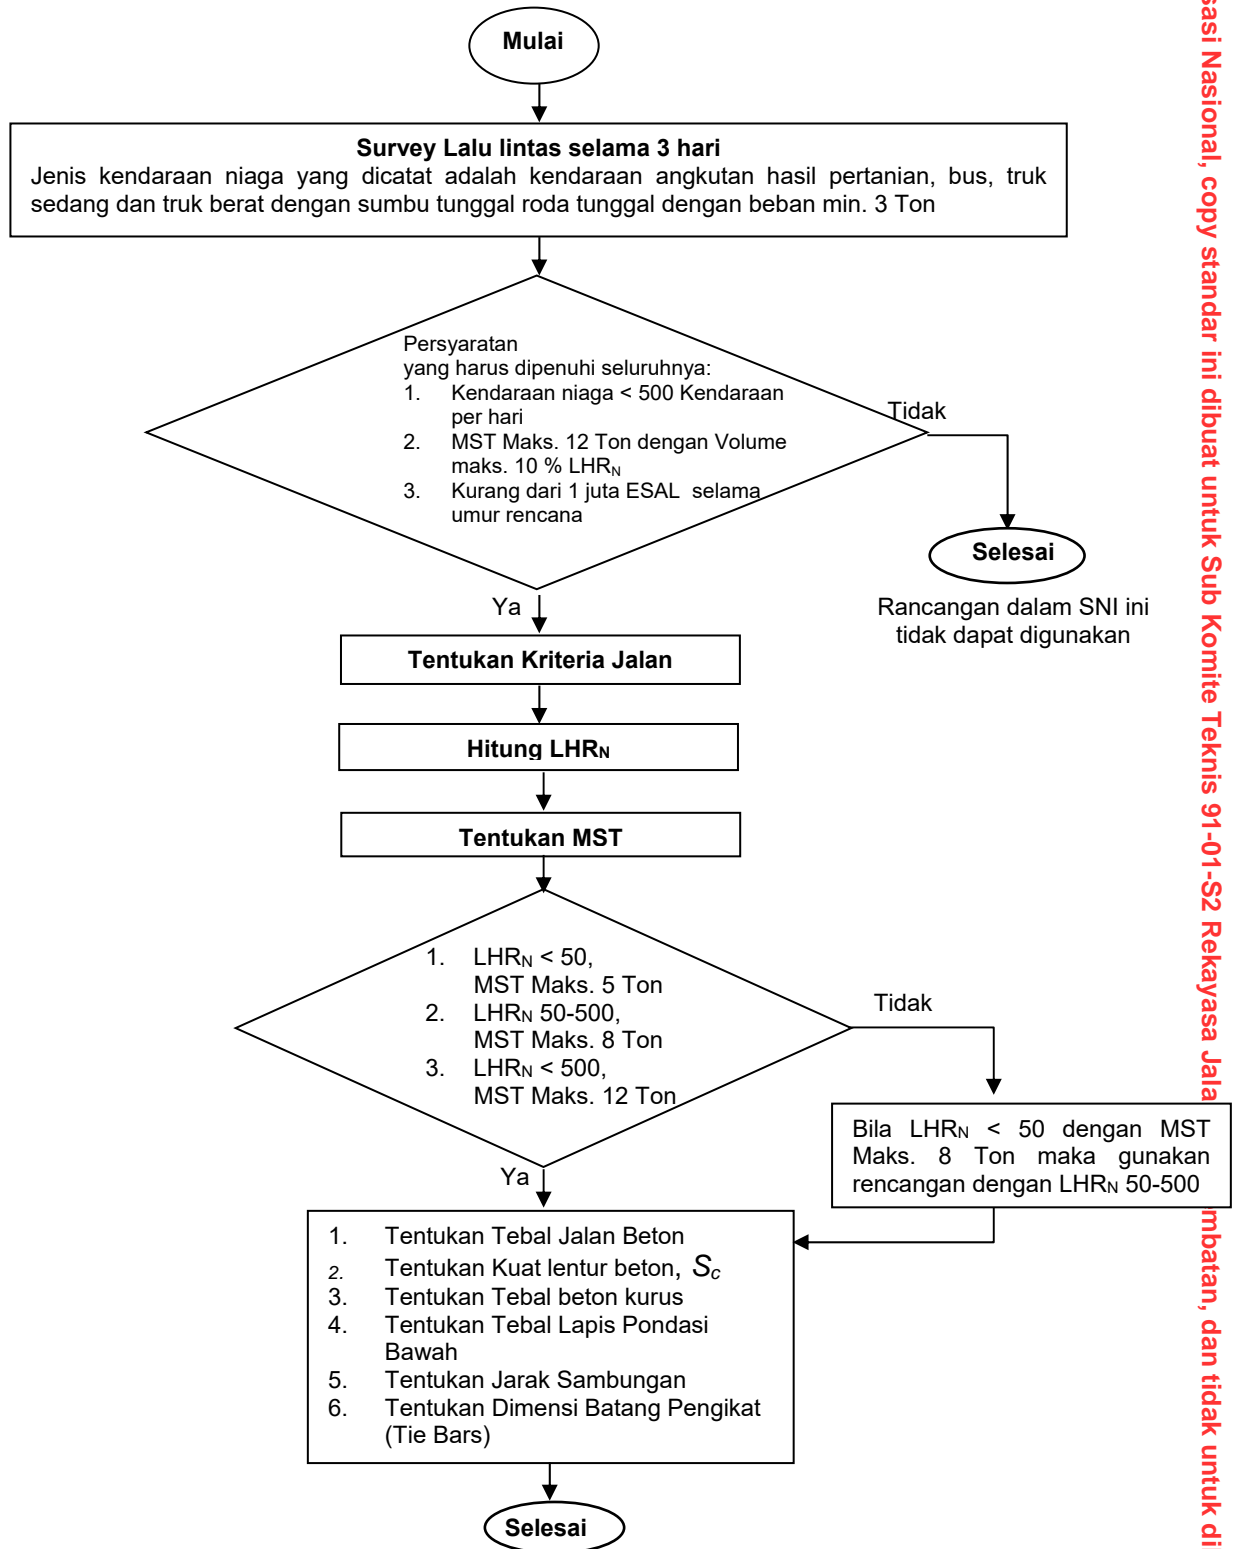 Mulai
Survey Lalu lintas selama 3 hari
Jenis kendaraan niaga yang dicatat adalah kendaraan angkutan hasil pertanian, bus, truk
sedang dan truk berat dengan sumbu tunggal roda tunggal dengan beban min. 3 Ton
Persyaratan
yang harus dipenuhi seluruhnya:
1. Kendaraan niaga < 500 Kendaraan
per hari
2. MST Maks. 12 Ton dengan Volume
maks. 10 % LHRN
3. Kurang dari 1 juta ESAL selama
umur rencana
Tidak
Selesai
Rancangan dalam SNI ini
tidak dapat digunakan
Ya
Tentukan Kriteria Jalan
Hitung LHRN
Tentukan MST
1. LHRN < 50,
MST Maks. 5 Ton
2. LHRN 50-500,
MST Maks. 8 Ton
3. LHRN < 500,
MST Maks. 12 Ton
Tidak
Bila LHRN < 50 dengan MST
Maks. 8 Ton maka gunakan
rencangan dengan LHRN 50-500
Ya
1. Tentukan Tebal Jalan Beton
2. Tentukan Kuat lentur beton, Sc
3. Tentukan Tebal beton kurus
4. Tentukan Tebal Lapis Pondasi
Bawah
5. Tentukan Jarak Sambungan
6. Tentukan Dimensi Batang Pengikat
(Tie Bars)
Selesai
Nasional, copy standar ini dibuat untuk Sub Komite Teknis 91-01-S2 Rekayasa dan tidak untuk